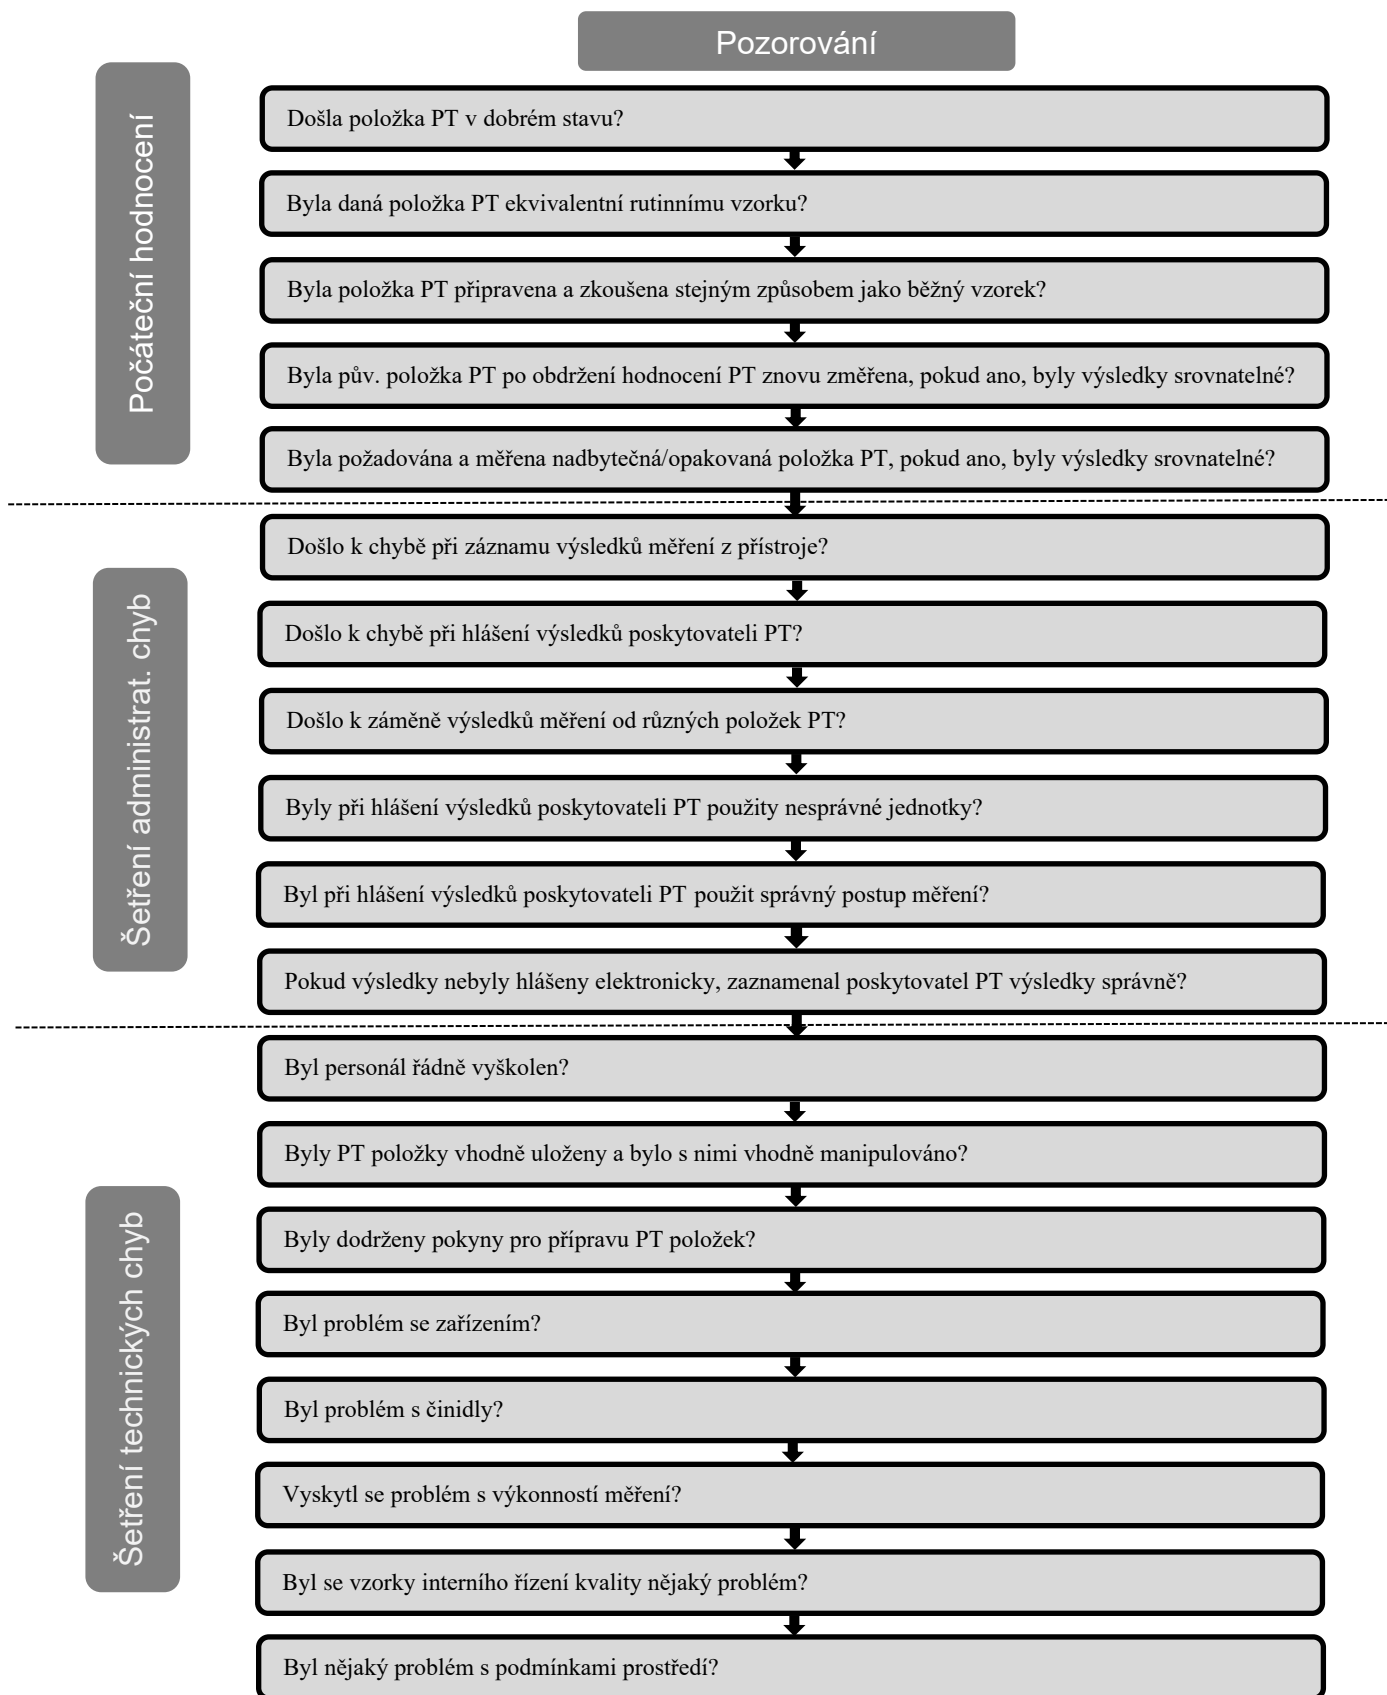 Pozorování
Počáteční hodnocení
Došla položka PT v dobrém stavu?
Byla daná položka PT ekvivalentní rutinnímu vzorku?
Byla položka PT připravena a zkoušena stejným způsobem jako běžný vzorek?
Byla pův. položka PT po obdržení hodnocení PT znovu změřena, pokud ano, byly výsledky srovnatelné?
Byla požadována a měřena nadbytečná/opakovaná položka PT, pokud ano, byly výsledky srovnatelné?
Šetření administrat. chyb
Došlo k chybě při záznamu výsledků měření z přístroje?
Došlo k chybě při hlášení výsledků poskytovateli PT?
Došlo k záměně výsledků měření od různých položek PT?
Byly při hlášení výsledků poskytovateli PT použity nesprávné jednotky?
Byl při hlášení výsledků poskytovateli PT použit správný postup měření?
Pokud výsledky nebyly hlášeny elektronicky, zaznamenal poskytovatel PT výsledky správně?
Šetření technických chyb
Byl personál řádně vyškolen?
Byly PT položky vhodně uloženy a bylo s nimi vhodně manipulováno?
Byly dodrženy pokyny pro přípravu PT položek?
Byl problém se zařízením?
Byl problém s činidly?
Vyskytl se problém s výkonností měření?
Byl se vzorky interního řízení kvality nějaký problém?
Byl nějaký problém s podmínkami prostředí?